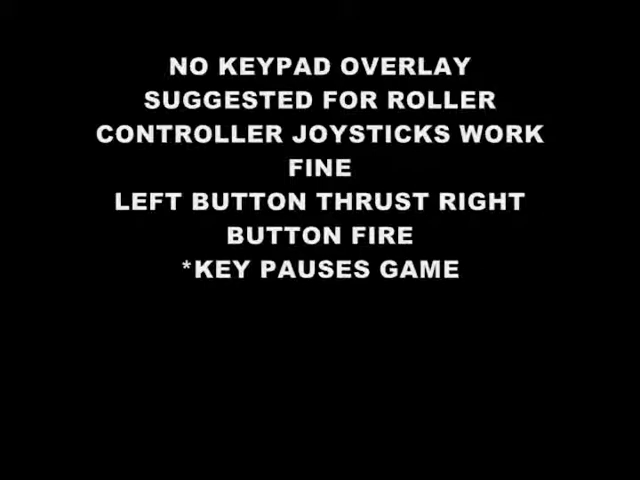 NO KEYPAD OVERLAY
SUGGESTED FOR ROLLER
CONTROLLER JOYSTICKS WORK
FINE
LEFT BUTTON THRUST RIGHT
BUTTON FIRE
*KEY PAUSES GAME